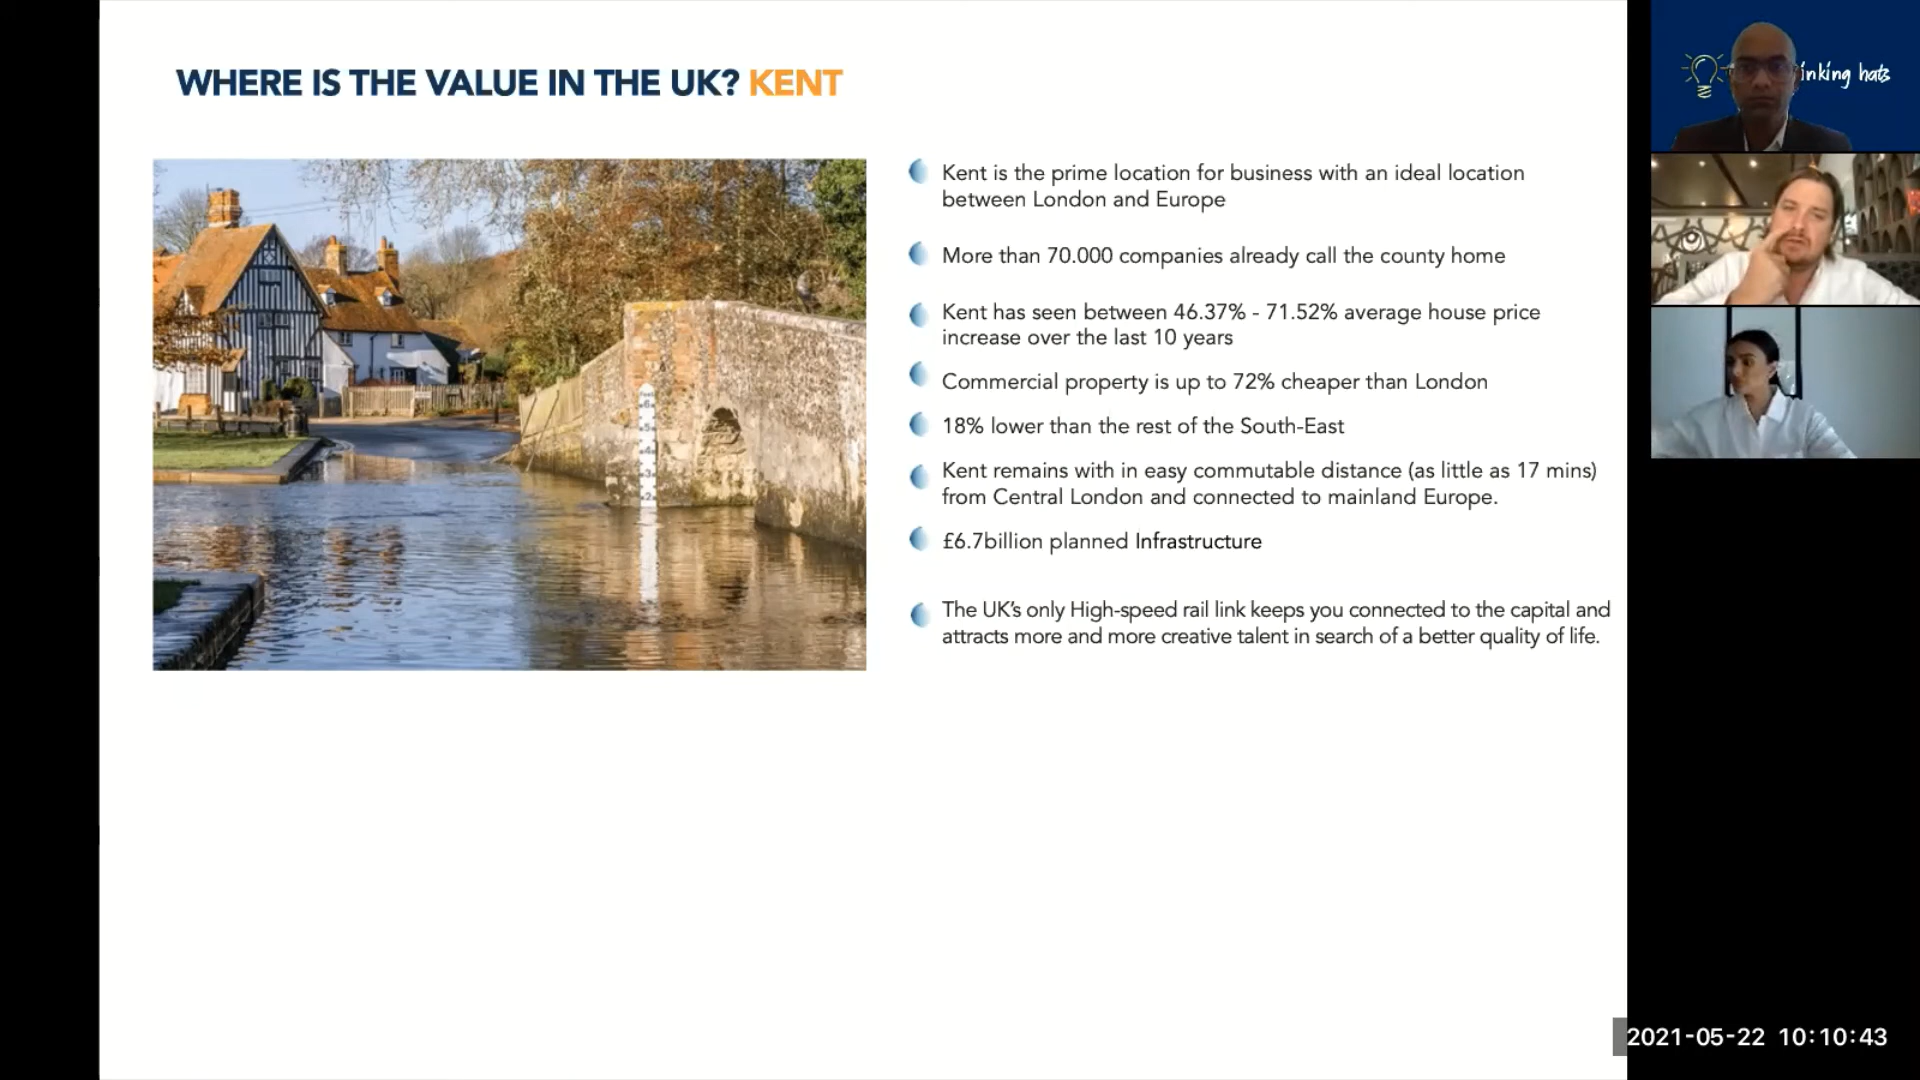 WHERE IS THE VALUE IN THE UK? KENT
Kent is the prime location for business with an ideal location
between London and Europe
More than 70.000 companies already call the county home
Kent has seen between 46.37% - 71.52% average house price
increase over the last 10 years
Commercial property is up to 72% cheaper than London
18% lower than the rest of the South-East
Kent remains with in easy commutable distance (as little as 17 mins)
from Central London and connected to mainland Europe.
£6.7billion planned Infrastructure
The UK's only High-speed rail link keeps you connected to the capital and
attracts more and more creative talent in search of a better quality of life.
6
5
4
3
2
inking hats
2021-05-22 10:10:43